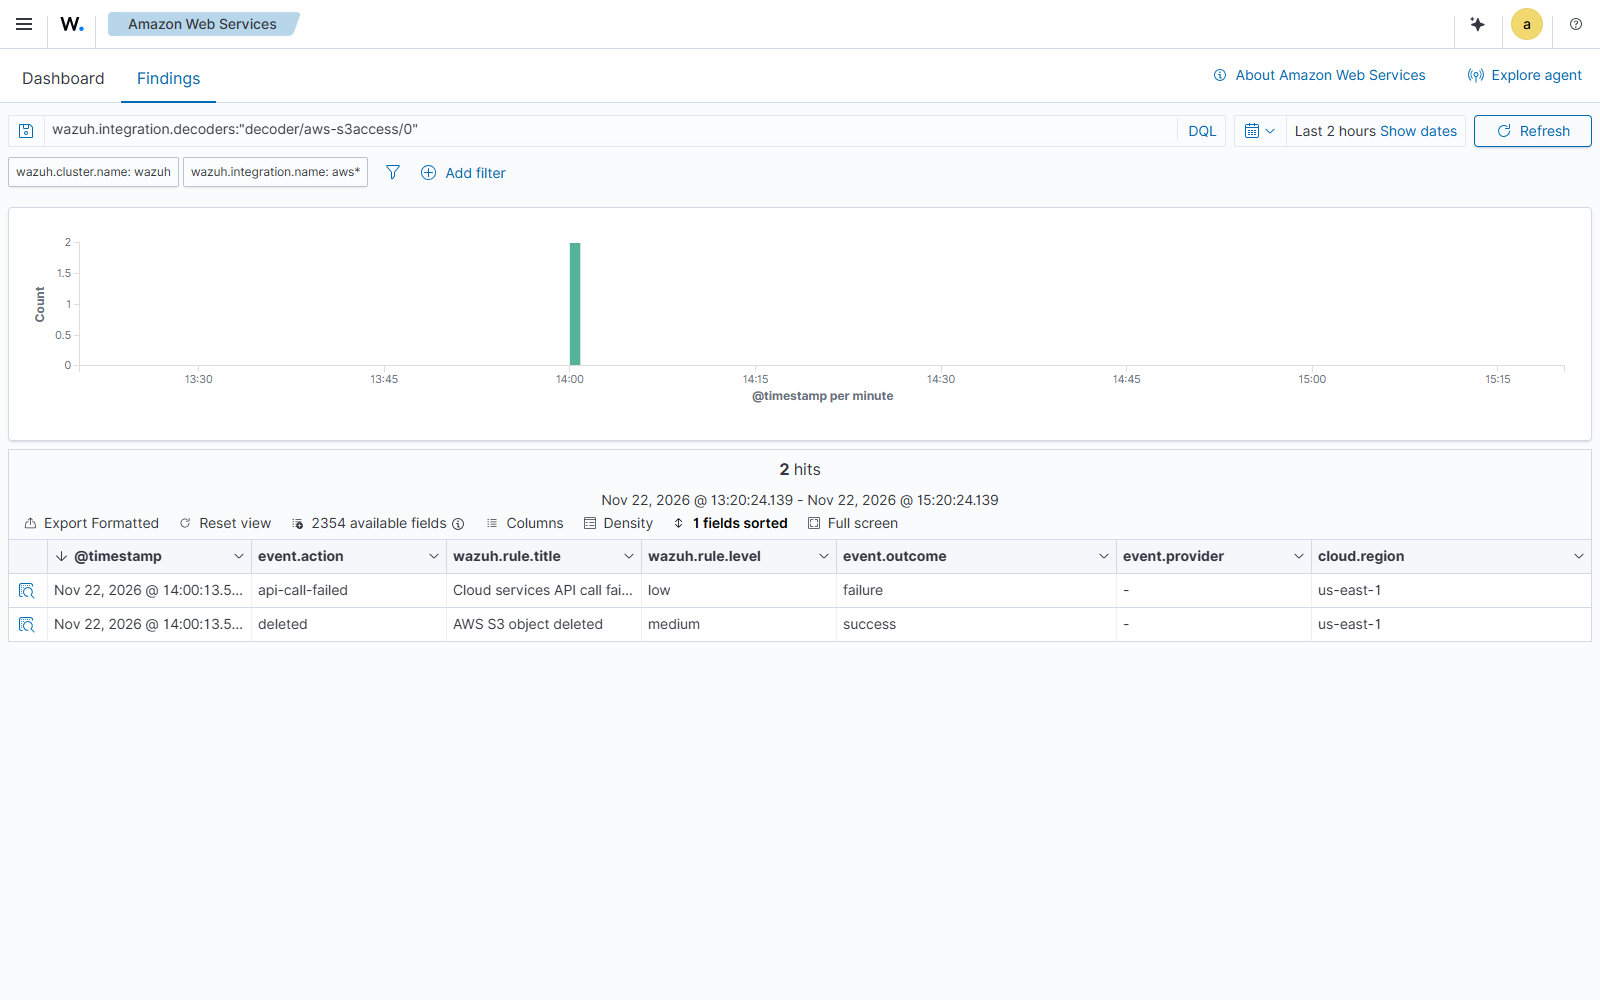 W.
Amazon Web Services
a
Dashboard
Findings
About Amazon Web Services
Explore agent
wazuh.integration.decoders:"decoder/aws-s3access/0"
DQL
Last 2 hours Show dates
Refresh
wazuh.cluster.name: wazuh
wazuh.integration.name: aws*
Add filter
2
1.5
1
0.5
0
Count
13:30
13:45
14:00
14:15
14:30
14:45
15:00
15:15
@timestamp per minute
2 hits
Nov 22, 2026 @ 13:20:24.139 - Nov 22, 2026 @ 15:20:24.139
Export Formatted
Reset view
2354 available fields
Columns
Density
1 fields sorted
Full screen
@timestamp event.action wazuh.rule.title wazuh.rule.level event.outcome event.provider cloud.region
Nov 22, 2026 @ 14:00:13.5... api-call-failed Cloud services API call fai... low failure - us-east-1
Nov 22, 2026 @ 14:00:13.5... deleted AWS S3 object deleted medium success - us-east-1